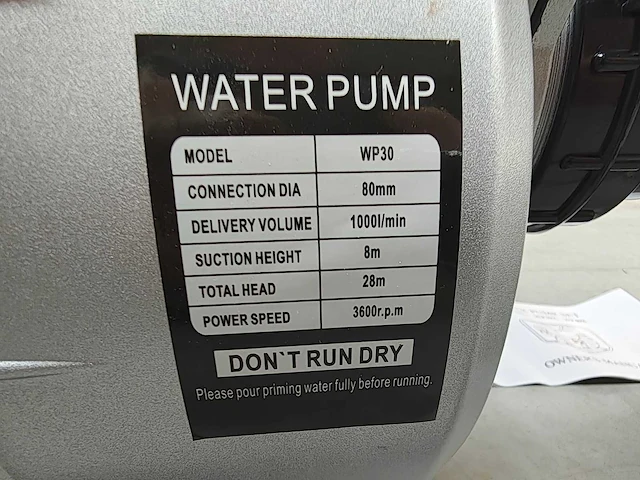 WATER PUMP
MODEL WP30
CONNECTION DIA 80mm
DELIVERY VOLUME 1000l/min
SUCTION HEIGHT 8m
TOTAL HEAD 28m
POWER SPEED 3600r.p.m
DON`T RUN DRY
Please pour priming water fully before running.